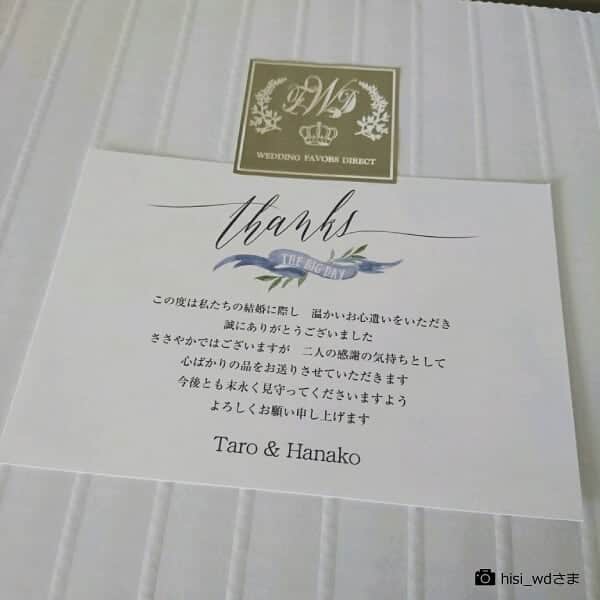 FWD
WEDDING FAVORS DIRECT
thanks
THE BIG DAY
この度は私たちの結婚に際し　温かいお心遣いをいただき
誠にありがとうございました
ささやかではございますが　二人の感謝の気持ちとして
心ばかりの品をお送りさせていただきます
今後とも末永く見守ってくださいますよう
よろしくお願い申し上げます
Taro & Hanako
hisi_wdさま